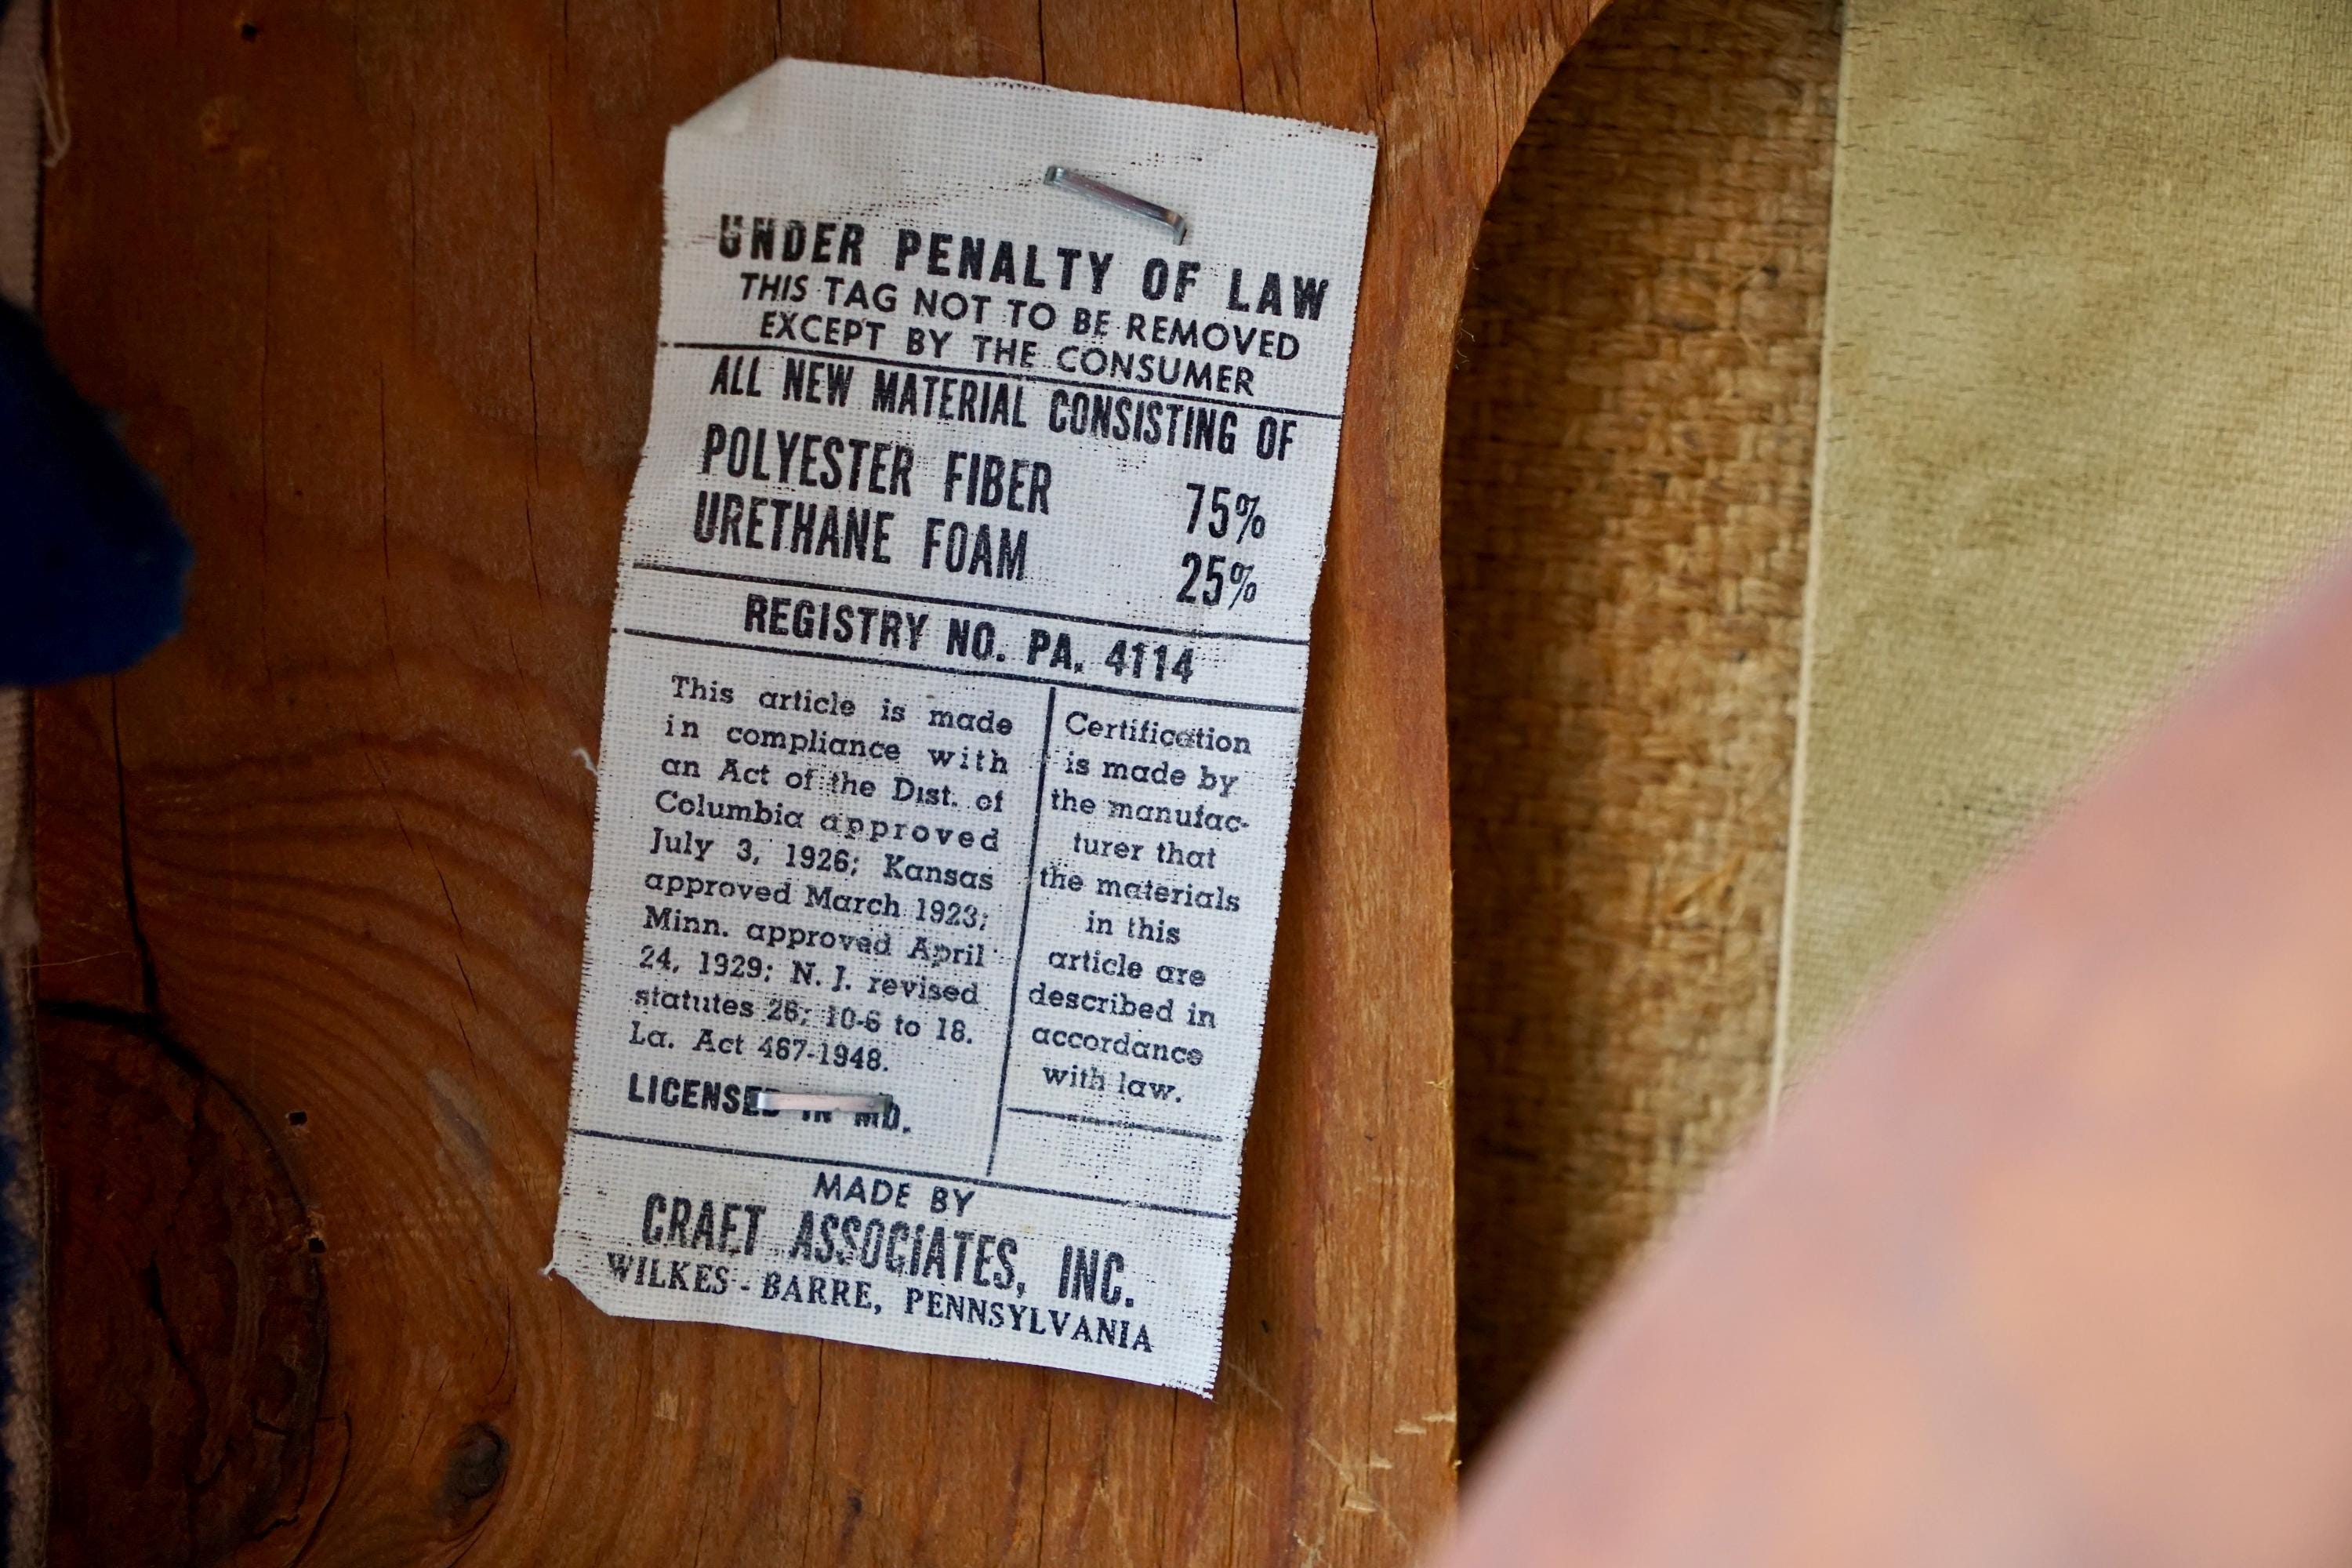 UNDER PENALTY OF LAW
THIS TAG NOT TO BE REMOVED
EXCEPT BY THE CONSUMER
ALL NEW MATERIAL CONSISTING OF
POLYESTER FIBER 75%
URETHANE FOAM 25%
REGISTRY NO. PA. 4114
This article is made
in compliance with
an Act of the Dist. of
Columbia approved
July 3, 1926; Kansas
approved March 1923;
Minn. approved April
24, 1929; N. J. revised
statutes 26; 10-6 to 18.
La. Act 467-1948.
LICENSED IN MD.
Certification
is made by
the manufac-
turer that
the materials
in this
article are
described in
accordance
with law.
MADE BY
CRAFT ASSOCIATES, INC.
WILKES-BARRE, PENNSYLVANIA